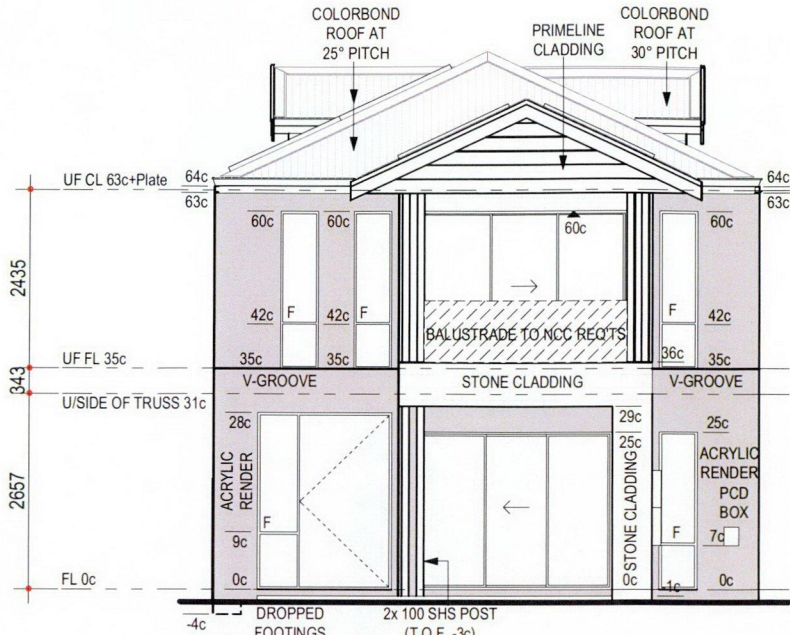 COLORBOND
ROOF AT
25° PITCH
PRIMELINE
CLADDING
COLORBOND
ROOF AT
30° PITCH
UF CL 63c+Plate
64c
63c
64c
63c
60c
60c
60c
60c
2435
F
F
F
42c
42c
42c
BALUSTRADE TO NCC REQ'TS
35c
35c
36c
35c
UF FL 35c
343
V-GROOVE
STONE CLADDING
V-GROOVE
U/SIDE OF TRUSS 31c
28c
29c
25c
25c
2657
ACRYLIC
RENDER
STONE CLADDING
ACRYLIC
RENDER
PCD
BOX
F
F
9c
7c
FL 0c
0c
0c
-1c
0c
-4c
DROPPED
FOOTINGS
2x 100 SHS POST
(T.O.F. -3c)